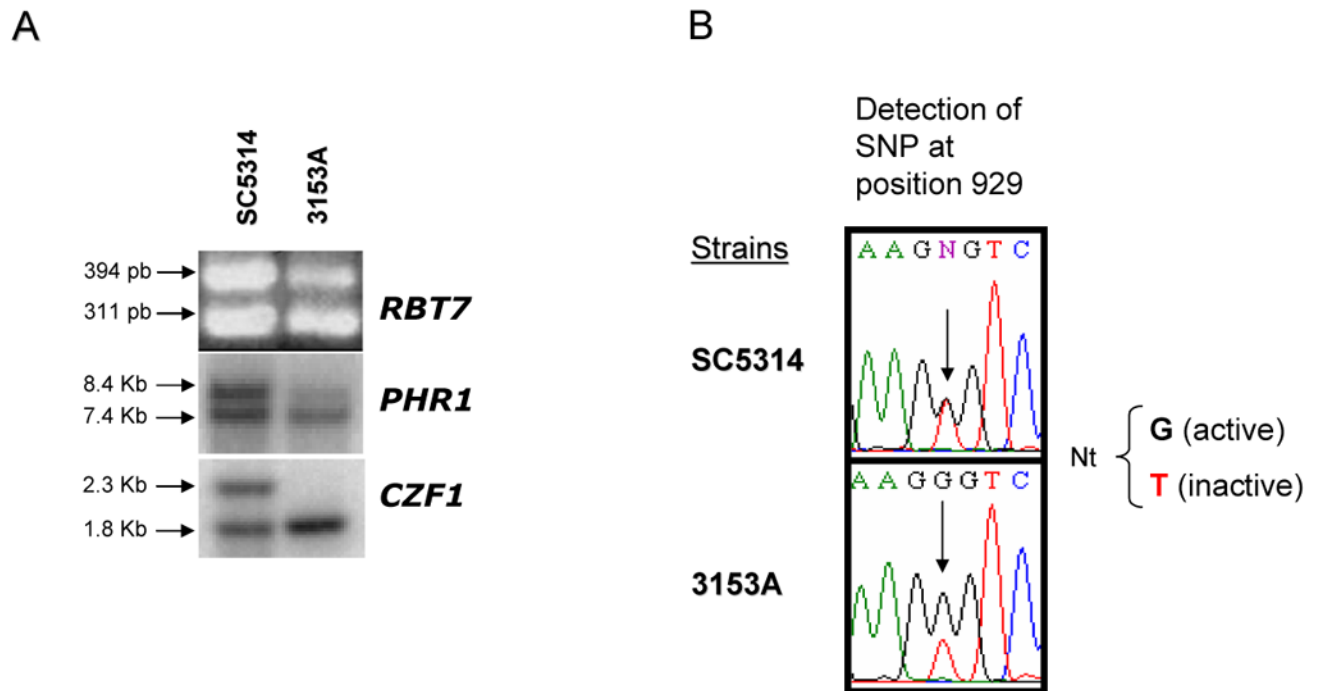 A
B
SC5314
3153A
394 pb
311 pb
RBT7
8.4 Kb
7.4 Kb
PHR1
2.3 Kb
1.8 Kb
CZF1
Detection of
SNP at
position 929
Strains
A A G N G T C
SC5314
A A G G G T C
3153A
Nt
G (active)
T (inactive)